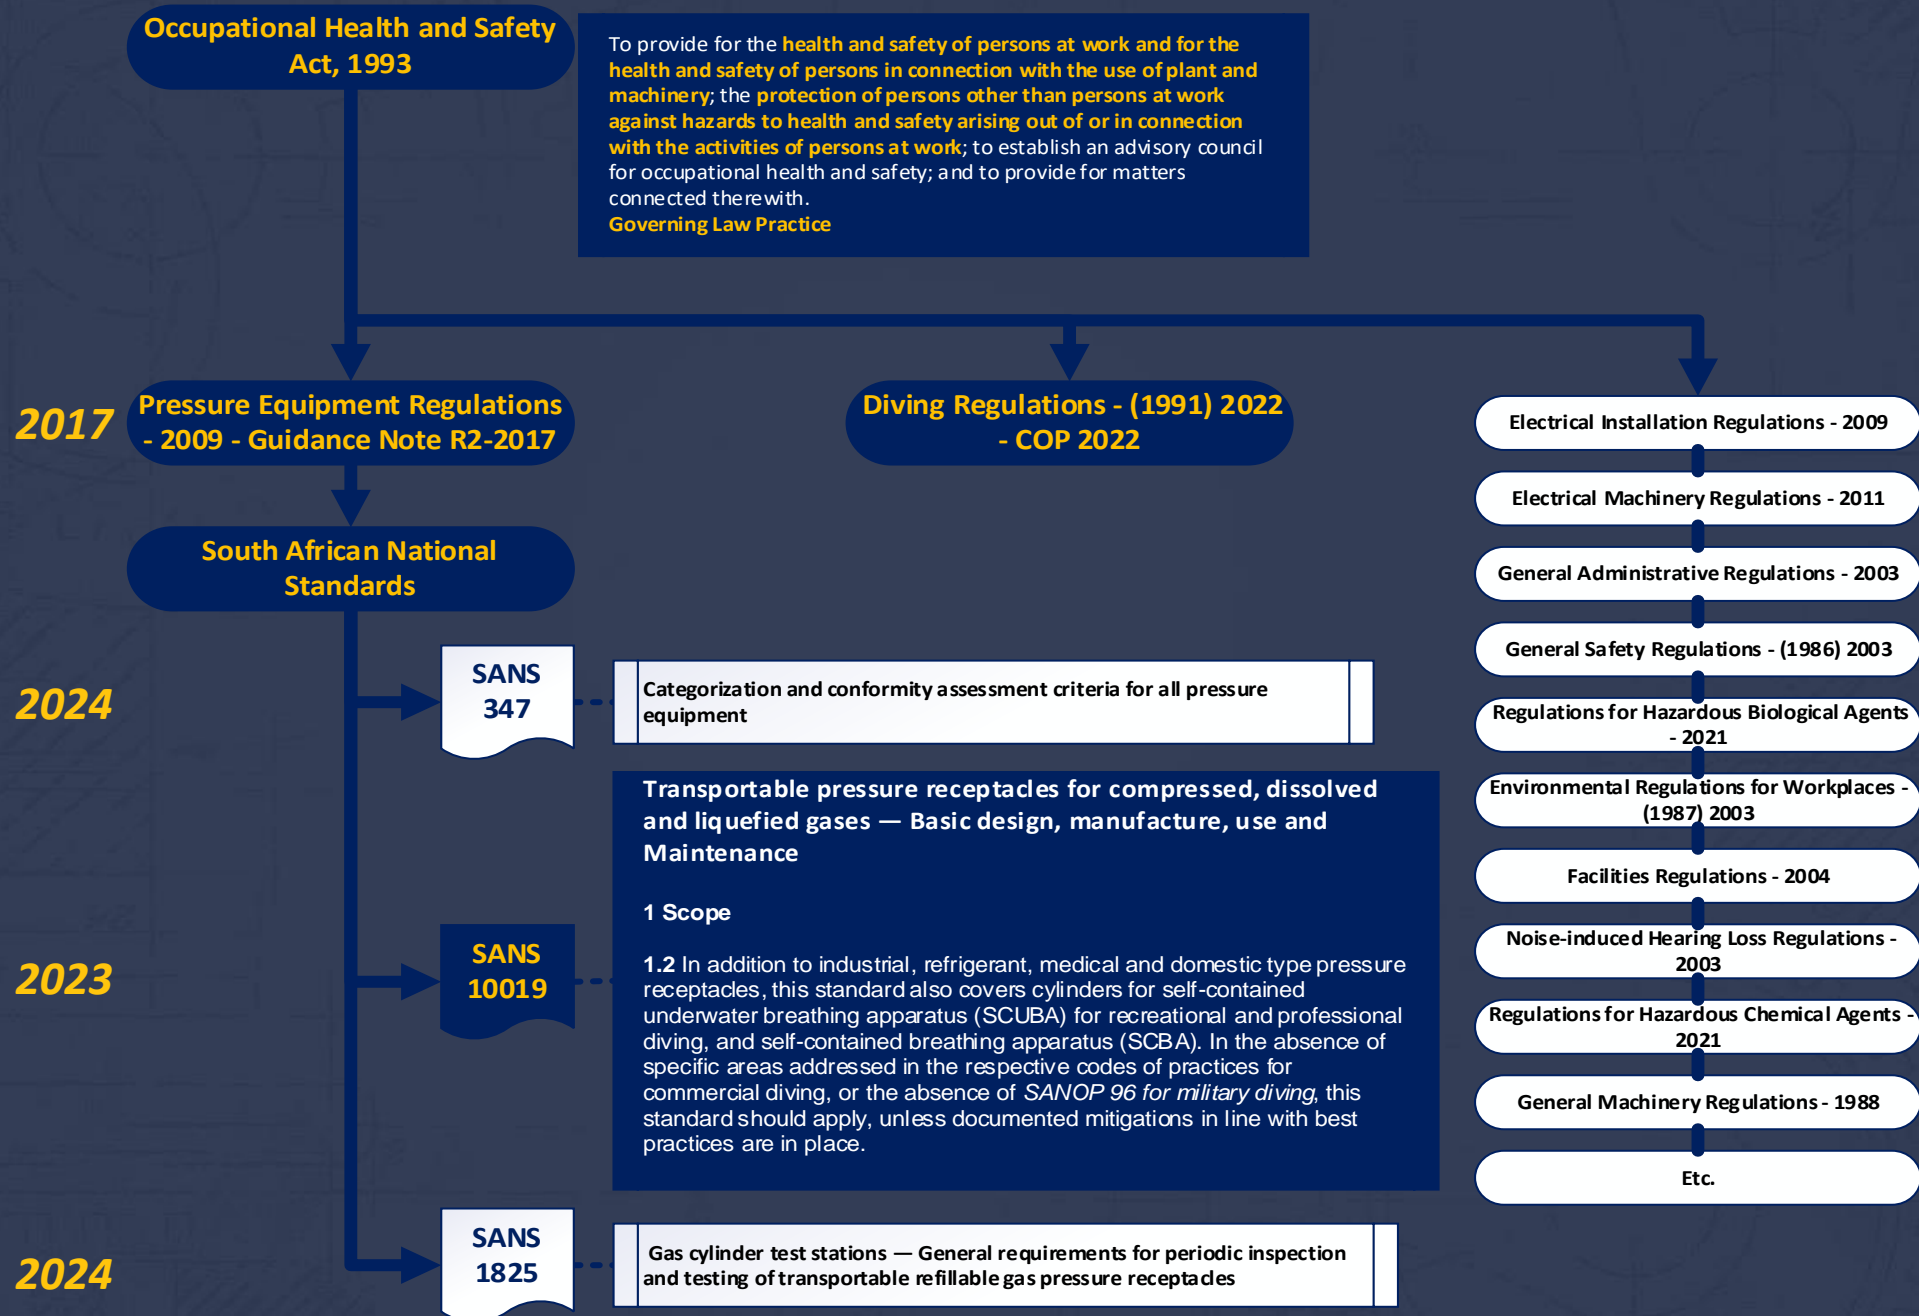 Occupational Health and Safety
Act, 1993
To provide for the health and safety of persons at work and for the
health and safety of persons in connection with the use of plant and
machinery; the protection of persons other than persons at work
against hazards to health and safety arising out of or in connection
with the activities of persons at work; to establish an advisory council
for occupational health and safety; and to provide for matters
connected therewith.
Governing Law Practice
2017
Pressure Equipment Regulations
- 2009 - Guidance Note R2-2017
Diving Regulations - (1991) 2022
- COP 2022
South African National
Standards
2024
SANS
347
Categorization and conformity assessment criteria for all pressure
equipment
2023
SANS
10019
Transportable pressure receptacles for compressed, dissolved
and liquefied gases — Basic design, manufacture, use and
Maintenance
1 Scope
1.2 In addition to industrial, refrigerant, medical and domestic type pressure
receptacles, this standard also covers cylinders for self-contained
underwater breathing apparatus (SCUBA) for recreational and professional
diving, and self-contained breathing apparatus (SCBA). In the absence of
specific areas addressed in the respective codes of practices for
commercial diving, or the absence of SANOP 96 for military diving, this
standard should apply, unless documented mitigations in line with best
practices are in place.
2024
SANS
1825
Gas cylinder test stations — General requirements for periodic inspection
and testing of transportable refillable gas pressure receptacles
Electrical Installation Regulations - 2009
Electrical Machinery Regulations - 2011
General Administrative Regulations - 2003
General Safety Regulations - (1986) 2003
Regulations for Hazardous Biological Agents
- 2021
Environmental Regulations for Workplaces -
(1987) 2003
Facilities Regulations - 2004
Noise-induced Hearing Loss Regulations -
2003
Regulations for Hazardous Chemical Agents -
2021
General Machinery Regulations - 1988
Etc.